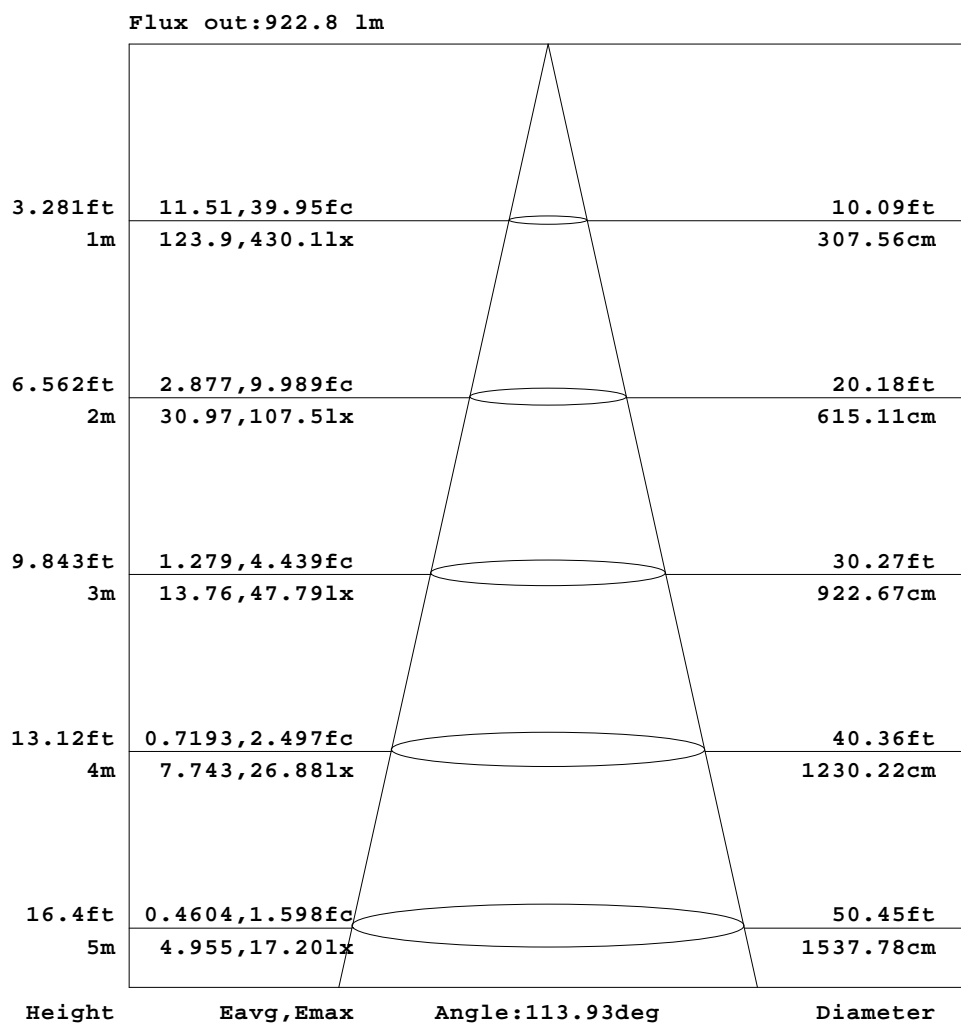 Flux out:922.8 lm
3.281ft 11.51,39.95fc 10.09ft
1m 123.9,430.1lx 307.56cm
6.562ft 2.877,9.989fc 20.18ft
2m 30.97,107.5lx 615.11cm
9.843ft 1.279,4.439fc 30.27ft
3m 13.76,47.79lx 922.67cm
13.12ft 0.7193,2.497fc 40.36ft
4m 7.743,26.88lx 1230.22cm
16.4ft 0.4604,1.598fc 50.45ft
5m 4.955,17.20lx 1537.78cm
Height Eavg,Emax Angle:113.93deg Diameter